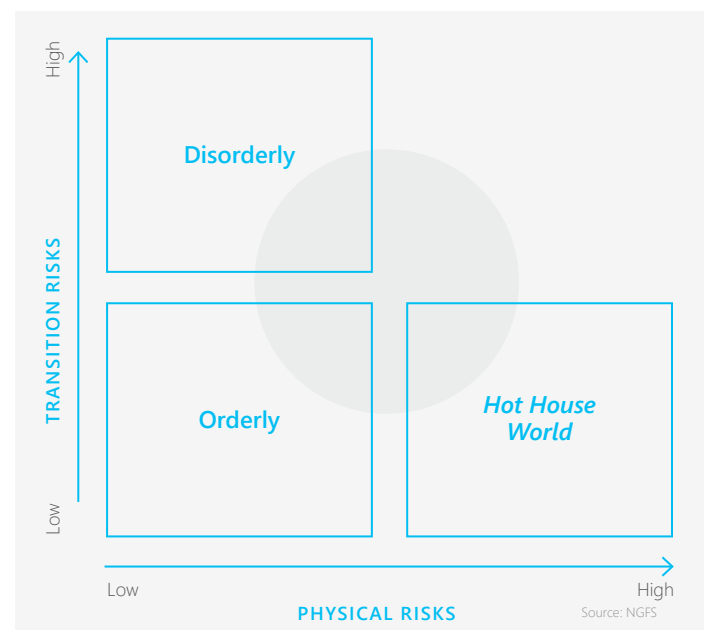 High
Disorderly
TRANSITION RISKS
Orderly
Hot House
World
Low
Low
High
PHYSICAL RISKS
Source: NGFS